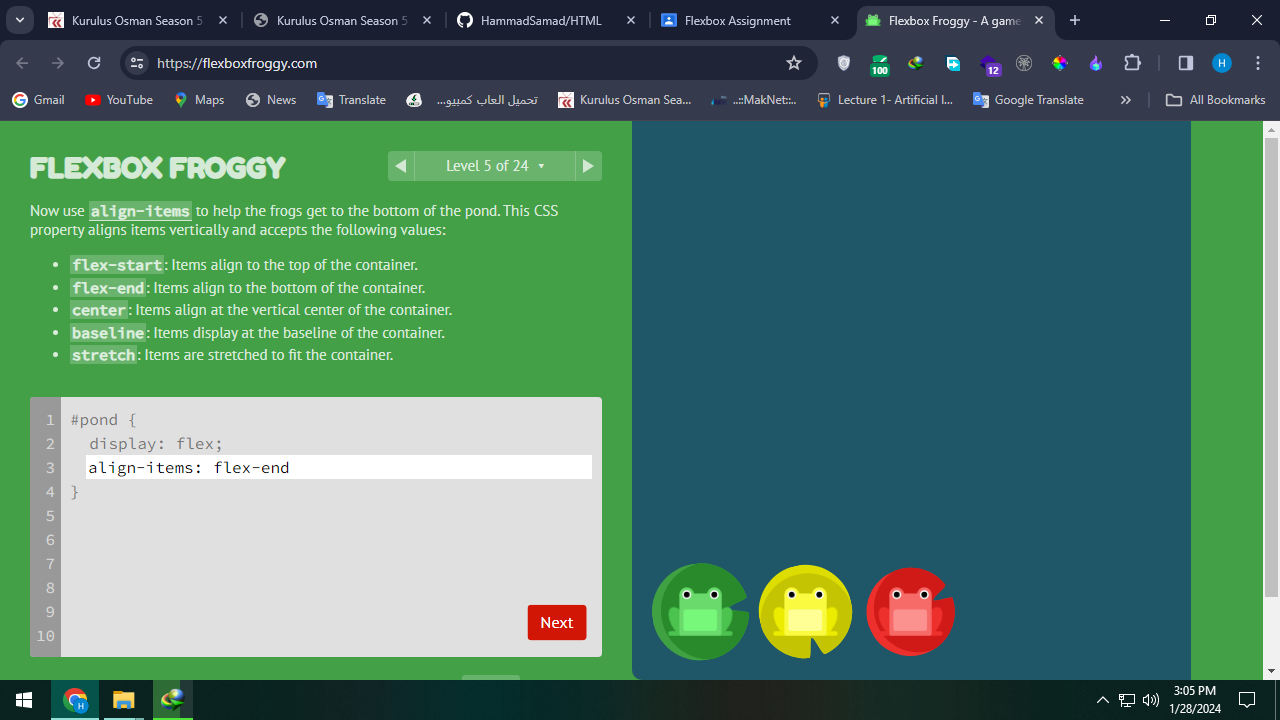 Kurulus Osman Season 5
Kurulus Osman Season 5
HammadSamad/HTML
Flexbox Assignment
Flexbox Froggy - A game
https://flexboxfroggy.com
100
12
H
Gmail
YouTube
Maps
News
Translate
تحميل العاب كمبيو...
Kurulus Osman Sea...
..::MakNet::..
Lecture 1- Artificial I...
Google Translate
All Bookmarks
FLEXBOX FROGGY
Level 5 of 24
Now use align-items to help the frogs get to the bottom of the pond. This CSS
property aligns items vertically and accepts the following values:
flex-start: Items align to the top of the container.
flex-end: Items align to the bottom of the container.
center: Items align at the vertical center of the container.
baseline: Items display at the baseline of the container.
stretch: Items are stretched to fit the container.
1 #pond {
2 display: flex;
3 align-items: flex-end
4 }
5
6
7
8
9
10
Next
H
3:05 PM
1/28/2024